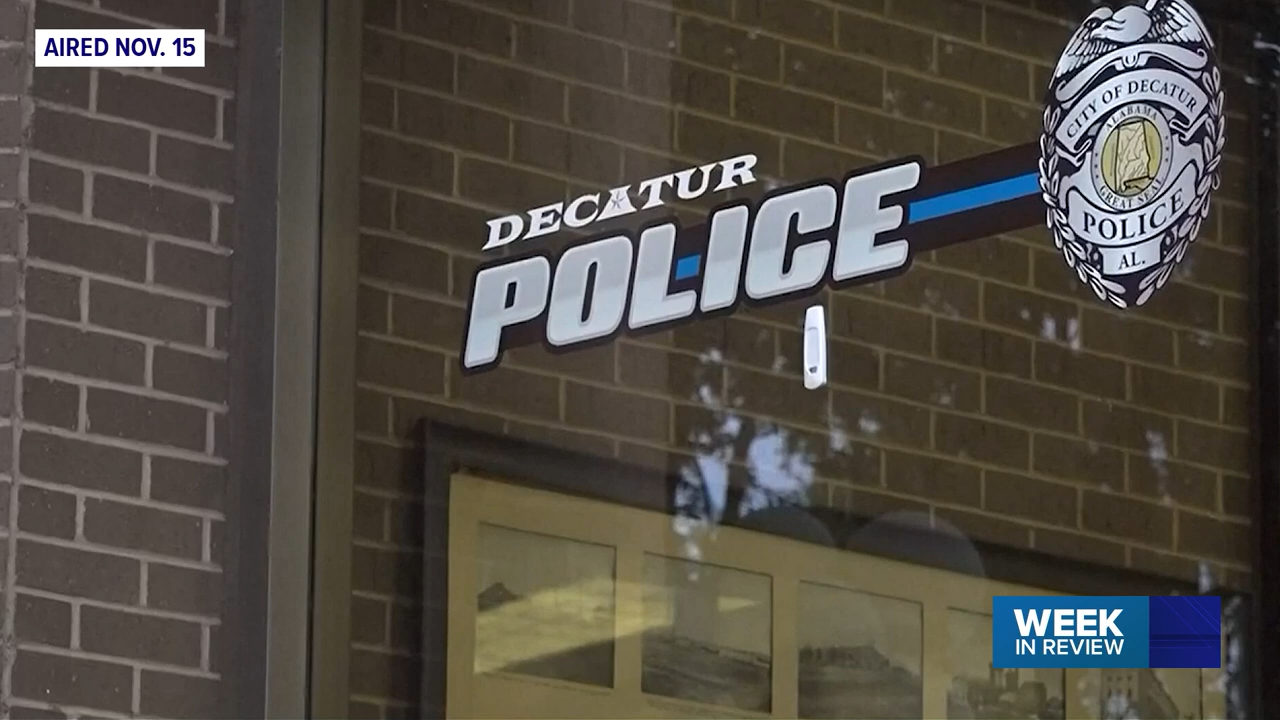 AIRED NOV. 15
DECATUR
POLICE
CITY OF DECATUR
ALABAMA
GREAT SEAL
POLICE
AL.
WEEK
IN REVIEW